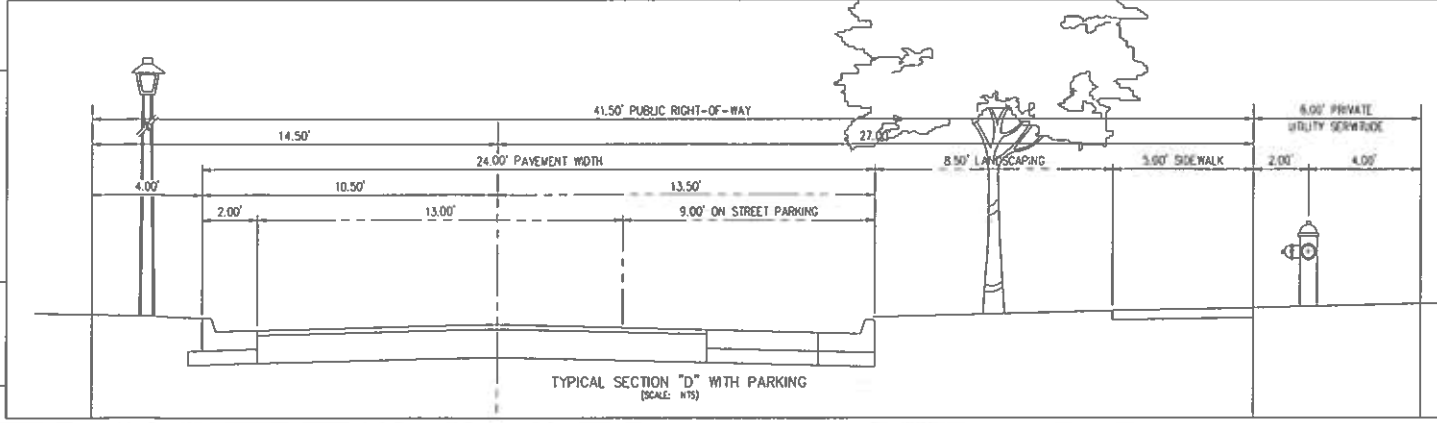 41.50' PUBLIC RIGHT-OF-WAY
6.00' PRIVATE
UTILITY SERVITUDE
14.50'
27.00'
24.00' PAVEMENT WIDTH
8.50' LANDSCAPING
5.00' SIDEWALK
2.00'
4.00'
4.00'
10.50'
13.50'
2.00'
13.00'
9.00' ON STREET PARKING
TYPICAL SECTION "D" WITH PARKING
(SCALE: NTS)